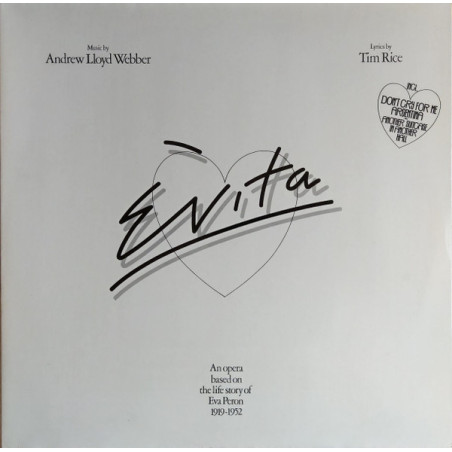 Music by
Andrew Lloyd Webber
Lyrics by
Tim Rice
INCL.
DON'T CRY FOR ME
ARGENTINA
ANOTHER SUITCASE
IN ANOTHER
HALL
Evita
An opera
based on
the life story of
Eva Peron
1919-1952